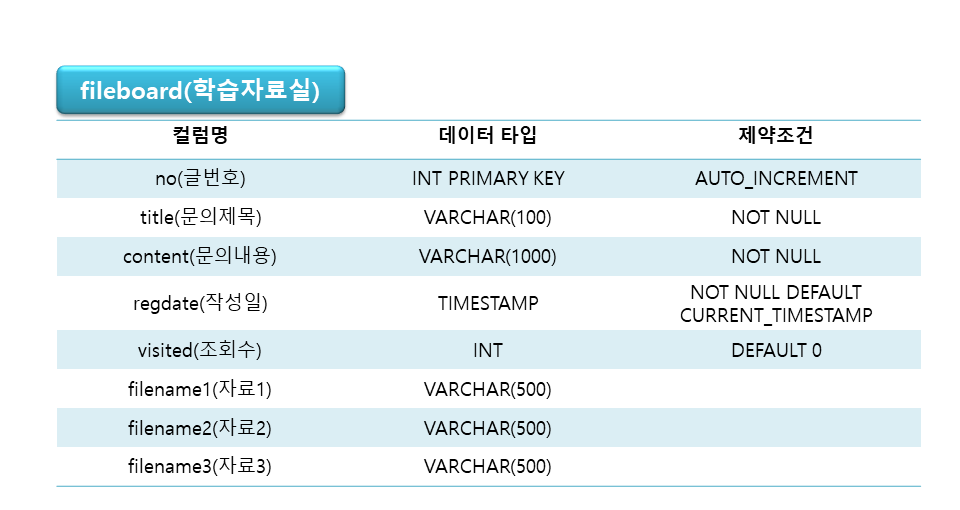 fileboard(학습자료실)
컬럼명 데이터 타입 제약조건
no(글번호) INT PRIMARY KEY AUTO_INCREMENT
title(문의제목) VARCHAR(100) NOT NULL
content(문의내용) VARCHAR(1000) NOT NULL
regdate(작성일) TIMESTAMP NOT NULL DEFAULT
CURRENT_TIMESTAMP
visited(조회수) INT DEFAULT 0
filename1(자료1) VARCHAR(500)
filename2(자료2) VARCHAR(500)
filename3(자료3) VARCHAR(500)